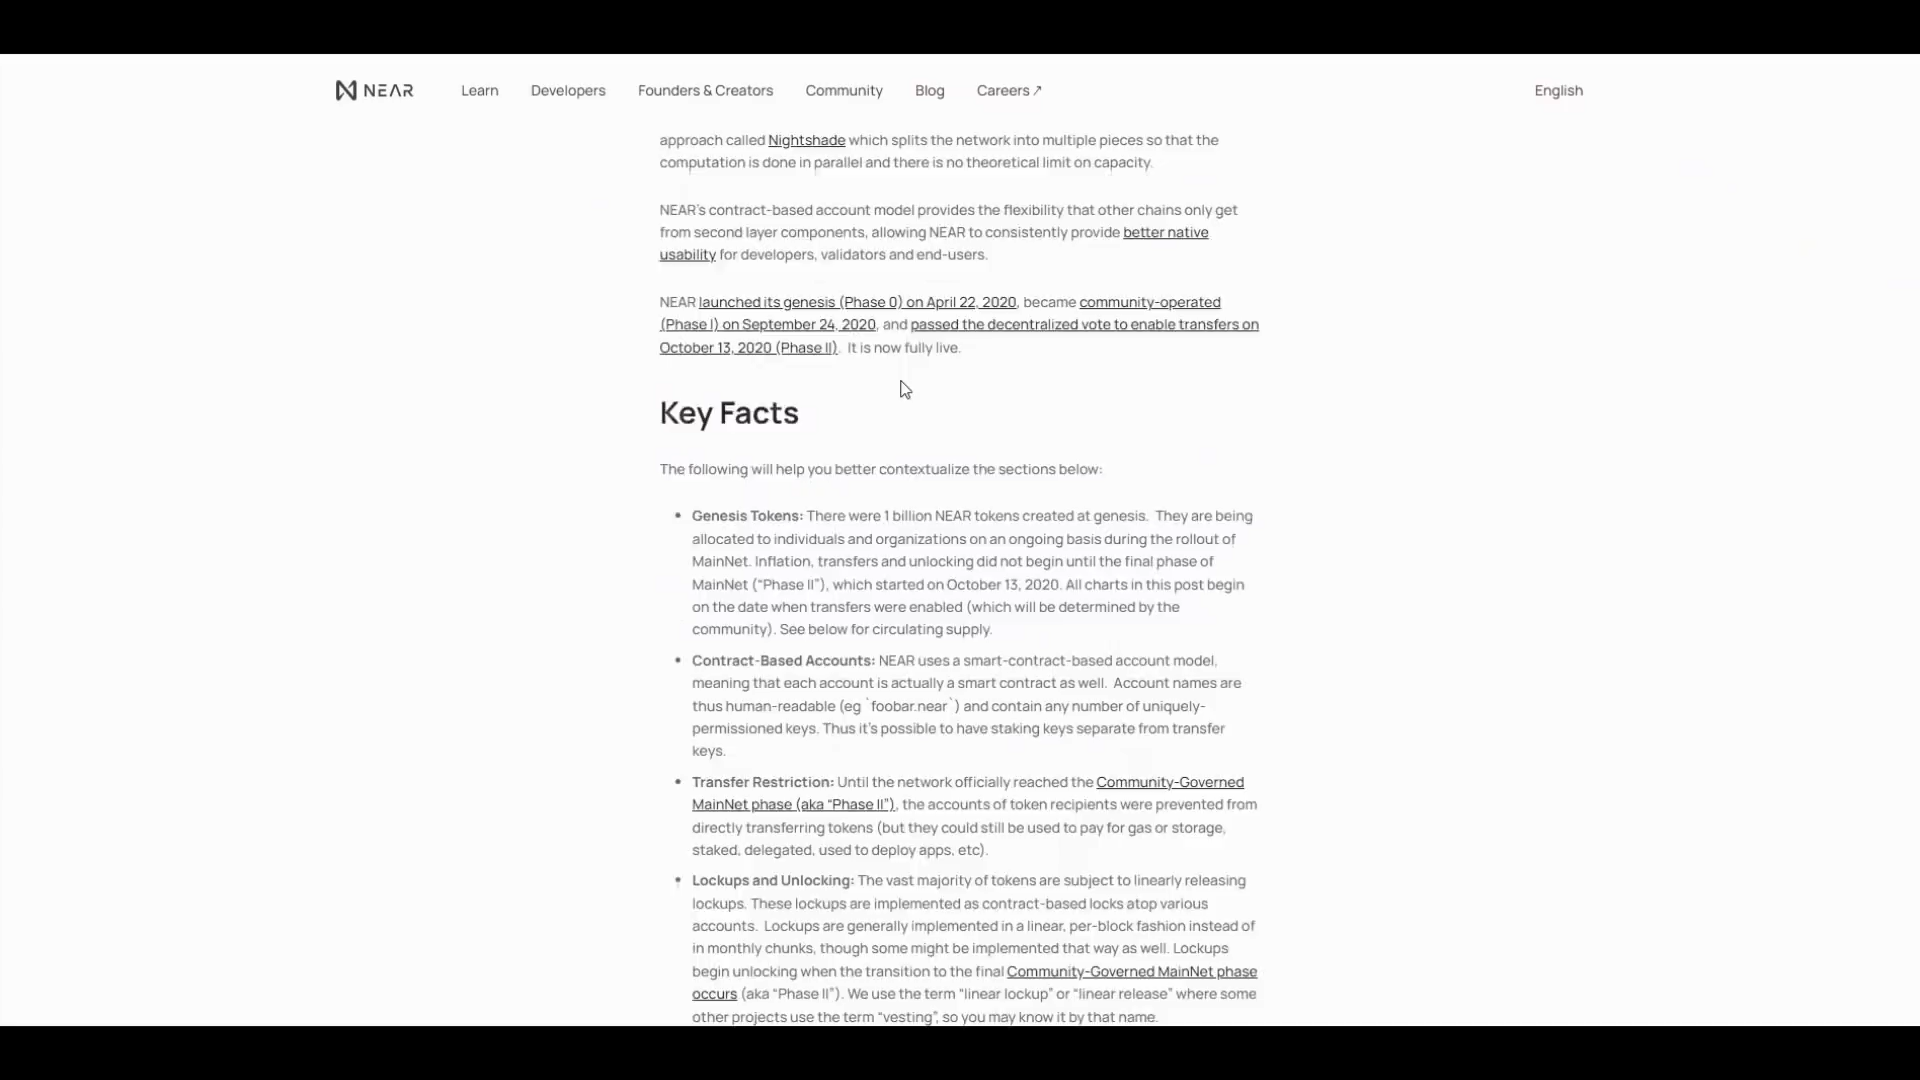 NEAR Learn Developers Founders & Creators Community Blog Careers ↗ English
approach called Nightshade which splits the network into multiple pieces so that the
computation is done in parallel and there is no theoretical limit on capacity.
NEAR's contract-based account model provides the flexibility that other chains only get
from second layer components, allowing NEAR to consistently provide better native
usability for developers, validators and end-users.
NEAR launched its genesis (Phase 0) on April 22, 2020, became community-operated
(Phase I) on September 24, 2020, and passed the decentralized vote to enable transfers on
October 13, 2020 (Phase II). It is now fully live.
Key Facts
The following will help you better contextualize the sections below:
• Genesis Tokens: There were 1 billion NEAR tokens created at genesis. They are being
allocated to individuals and organizations on an ongoing basis during the rollout of
MainNet. Inflation, transfers and unlocking did not begin until the final phase of
MainNet (“Phase II”), which started on October 13, 2020. All charts in this post begin
on the date when transfers were enabled (which will be determined by the
community). See below for circulating supply.
• Contract-Based Accounts: NEAR uses a smart-contract-based account model,
meaning that each account is actually a smart contract as well. Account names are
thus human-readable (eg `foobar.near`) and contain any number of uniquely-
permissioned keys. Thus it’s possible to have staking keys separate from transfer
keys.
• Transfer Restriction: Until the network officially reached the Community-Governed
MainNet phase (aka “Phase II”), the accounts of token recipients were prevented from
directly transferring tokens (but they could still be used to pay for gas or storage,
staked, delegated, used to deploy apps, etc).
• Lockups and Unlocking: The vast majority of tokens are subject to linearly releasing
lockups. These lockups are implemented as contract-based locks atop various
accounts. Lockups are generally implemented in a linear, per-block fashion instead of
in monthly chunks, though some might be implemented that way as well. Lockups
begin unlocking when the transition to the final Community-Governed MainNet phase
occurs (aka “Phase II”). We use the term “linear lockup” or “linear release” where some
other projects use the term “vesting”, so you may know it by that name.